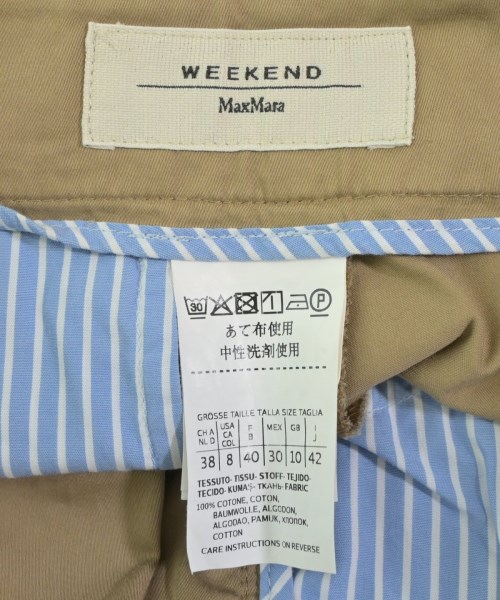 WEEKEND
MaxMara
30 P
あて布使用
中性洗剤使用
GRÖSSE TAILLE TALLA SIZE TAGLIA
CH A USA F MEX GB I
NL D CA B J
COL
38 8 40 30 10 42
TESSUTO- TISSU- STOFF- TEJIDO-
TECIDO- KUNAŞ- ТКАНЬ- FABRIC
100% COTONE, COTON,
BAUMWOLLE, ALGODON,
ALGODAO, PAMUK, ХЛОПОК,
COTTON
CARE INSTRUCTIONS ON REVERSE